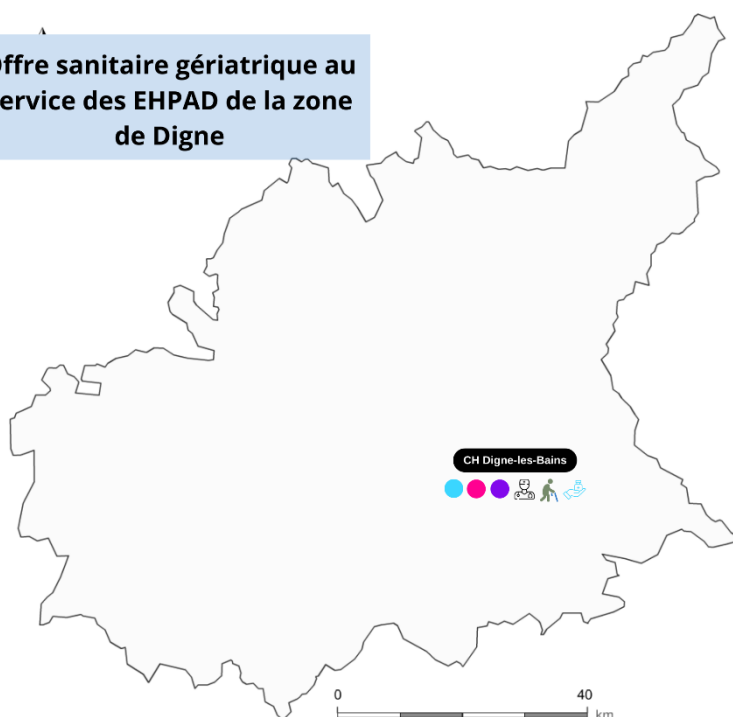 ffre sanitaire gériatrique au
ervice des EHPAD de la zone
de Digne
CH Digne-les-Bains
0 40
km